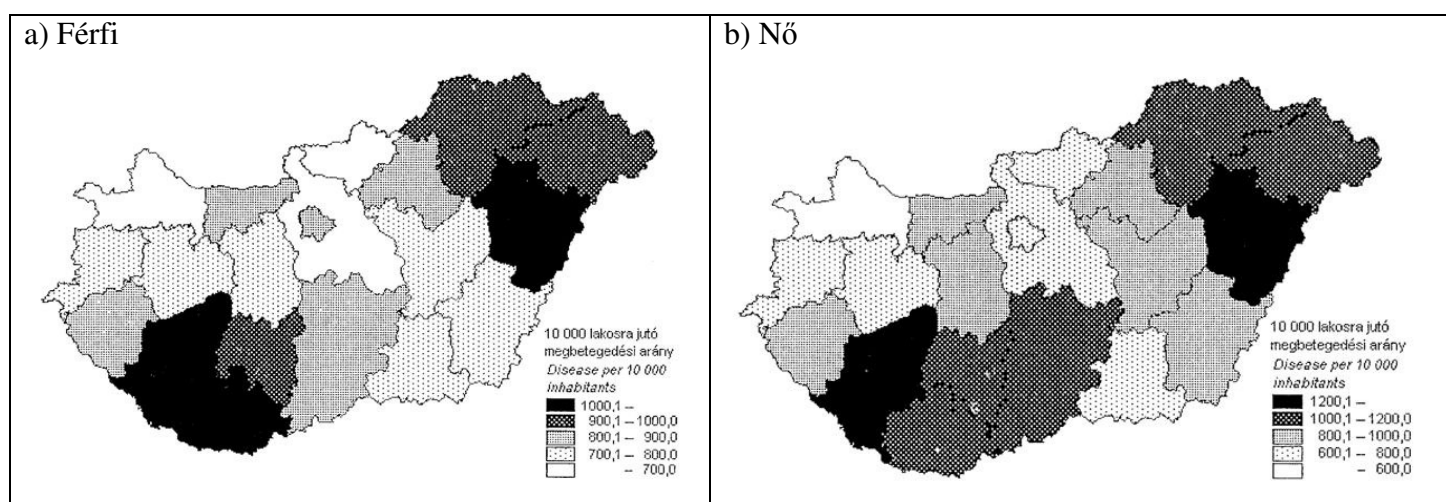 a) Férfi
10 000 lakosra jutó
megbetegedési arány
Disease per 10 000
inhabitants
1000,1 –
900,1 – 1000,0
800,1 – 900,0
700,1 – 800,0
– 700,0
b) Nő
10 000 lakosra jutó
megbetegedési arány
Disease per 10 000
inhabitants
1200,1 –
1000,1 – 1200,0
800,1 – 1000,0
600,1 – 800,0
– 600,0